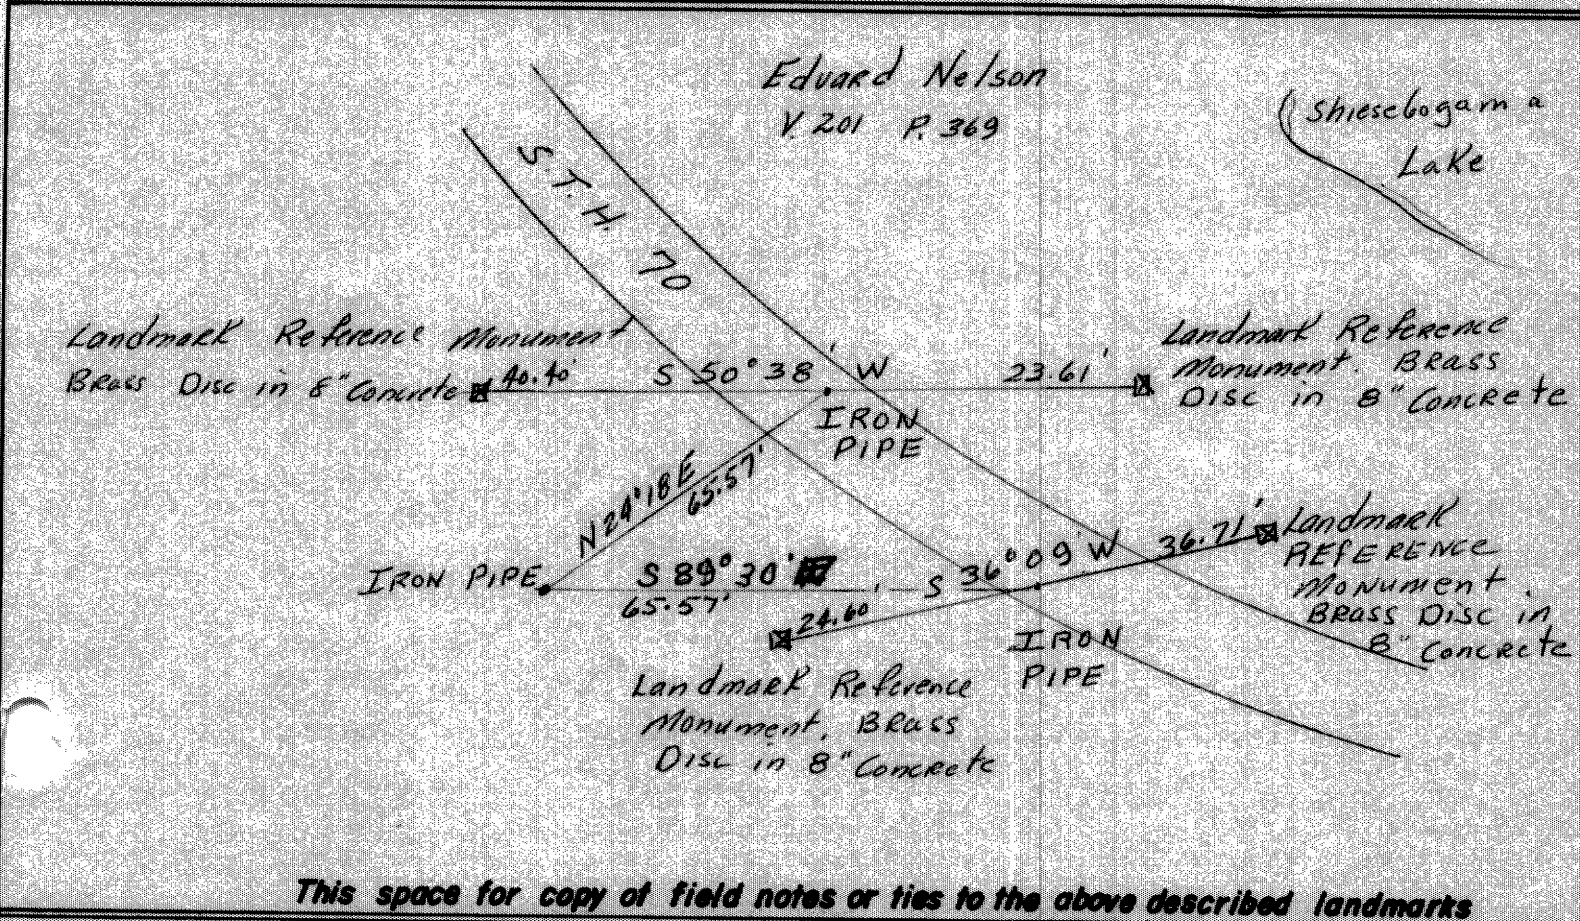 Edward Nelson
V. 201 P. 369
Shiesebogama
Lake
S.T.H. 70
Landmark Reference Monument
Brass Disc in 8" Concrete
40.40'
S 50°38' W
23.61'
Landmark Reference
Monument. Brass
Disc in 8" Concrete
IRON
PIPE
N 24°18 E
65.57'
IRON PIPE
S 89°30'
65.57'
S 36°09' W
36.71'
24.60
Landmark
REFERENCE
Monument.
Brass Disc in
8" Concrete
IRON
PIPE
Landmark Reference
Monument, Brass
Disc in 8" Concrete
This space for copy of field notes or ties to the above described landmarks